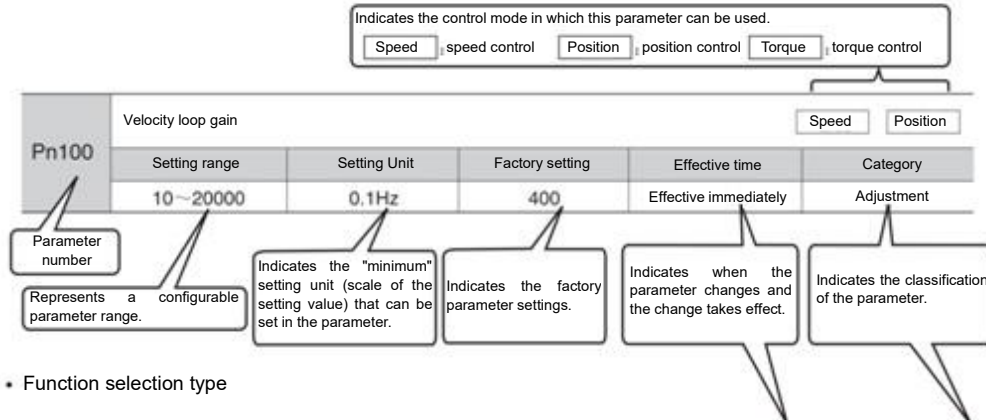 Indicates the control mode in which this parameter can be used.
Speed : speed control Position : position control Torque : torque control
Velocity loop gain Speed Position
Pn100
Setting range Setting Unit Factory setting Effective time Category
10~20000 0.1Hz 400 Effective immediately Adjustment
Parameter
number
Represents a configurable
parameter range.
Indicates the "minimum"
setting unit (scale of the
setting value) that can be
set in the parameter.
Indicates the factory
parameter settings.
Indicates when the
parameter changes and
the change takes effect.
Indicates the classification
of the parameter.
• Function selection type